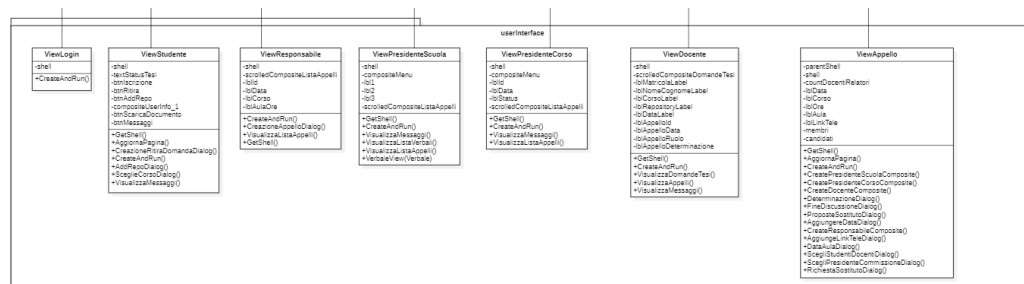 userInterface
ViewLogin
-shell
+CreateAndRun()
ViewStudente
-shell
-textStatusTesi
-btnIscrizione
-btnRitira
-btnAddRepo
-compositeUserInfo_1
-btnScaricaDocumento
-btnMessaggi
+GetShell()
+AggiornaPagina()
+CreazioneRitiraDomandaDialog()
+CreateAndRun()
+AddRepoDialog()
+SceglieCorsoDialog()
+VisualizzaMessaggi()
ViewResponsabile
-shell
-scrolledCompositeListaAppelli
-lblId
-lblData
-lblCorso
-lblAulaOre
+CreateAndRun()
+CreazioneAppelloDialog()
+VisualizzaListaAppelli()
+GetShell()
ViewPresidenteScuola
-shell
-compositeMenu
-lbl1
-lbl2
-lbl3
-scrolledCompositeListaAppelli
+GetShell()
+CreateAndRun()
+VisualizzaMessaggi()
+VisualizzaListaVerbali()
+VisualizzaListaAppelli()
+VerbaleView(Verbale)
ViewPresidenteCorso
-shell
-compositeMenu
-lblId
-lblData
-lblStatus
-scrolledCompositeListaAppelli
+GetShell()
+CreateAndRun()
+VisualizzaMessaggi()
+VisualizzaListaAppelli()
ViewDocente
-shell
-scrolledCompositeDomandeTesi
-lblMatricolaLabel
-lblNomeCognomeLabel
-lblCorsoLabel
-lblRepositoryLabel
-lblDataLabel
-lblAppelloId
-lblAppelloData
-lblAppelloRuolo
-lblAppelloDeterminazione
+GetShell()
+CreateAndRun()
+VisualizzaDomandeTesi()
+VisualizzaAppelli()
+VisualizzaMessaggi()
ViewAppello
-parentShell
-shell
-countDocentiRelatori
-lblData
-lblCorso
-lblOre
-lblAula
-lblLinkTele
-membri
-candidati
+GetShell()
+AggiornaPagina()
+CreateAndRun()
+CreatePresidenteScuolaComposite()
+CreatePresidenteCorsoComposite()
+CreateDocenteComposite()
+DeterminazioneDialog()
+FineDiscussioneDialog()
+ProposteSostitutoDialog()
+AggiungereDataDialog()
+CreateResponsabileComposite()
+AggiungeLinkTeleDialog()
+DataAulaDialog()
+ScegliStudentiDocentiDialog()
+ScegliPresidenteCommissioneDialog()
+RichiestaSostitutoDialog()